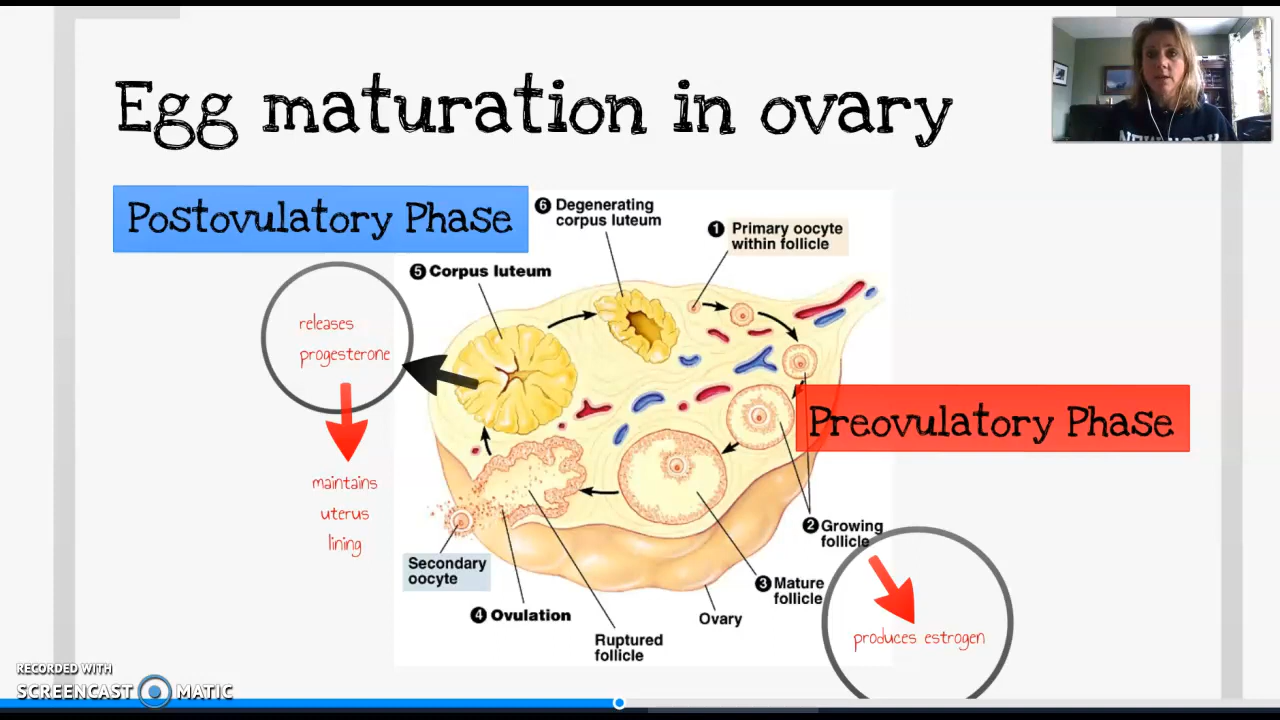 Egg maturation in ovary
Postovulatory Phase
6 Degenerating
corpus luteum
1 Primary oocyte
within follicle
5 Corpus luteum
releases
progesterone
Preovulatory Phase
maintains
uterus
lining
2 Growing
follicle
Secondary
oocyte
3 Mature
follicle
4 Ovulation
Ovary
Ruptured
follicle
produces estrogen
NEW YORK
RECORDED WITH
SCREENCAST MATIC